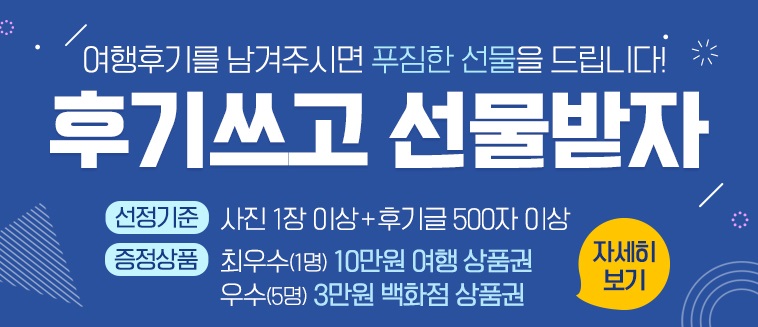 여행후기를 남겨주시면 푸짐한 선물을 드립니다!
후기쓰고 선물받자
선정기준 사진 1장 이상+후기글 500자 이상
증정상품 최우수(1명) 10만원 여행 상품권
우수(5명) 3만원 백화점 상품권
자세히
보기